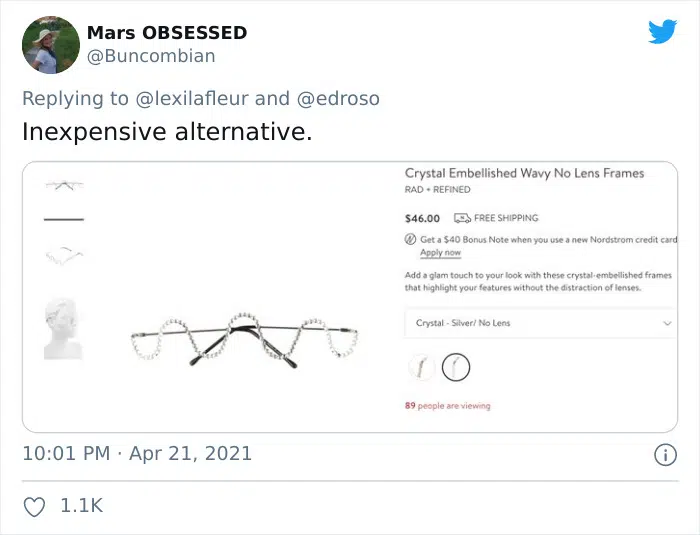 Mars OBSESSED
@Buncombian
Replying to @lexilafleur and @edroso
Inexpensive alternative.
Crystal Embellished Wavy No Lens Frames
RAD + REFINED
$46.00 FREE SHIPPING
Get a $40 Bonus Note when you use a new Nordstrom credit card
Apply now
Add a glam touch to your look with these crystal-embellished frames
that highlight your features without the distraction of lenses.
Crystal - Silver/ No Lens
89 people are viewing
10:01 PM · Apr 21, 2021
1.1K